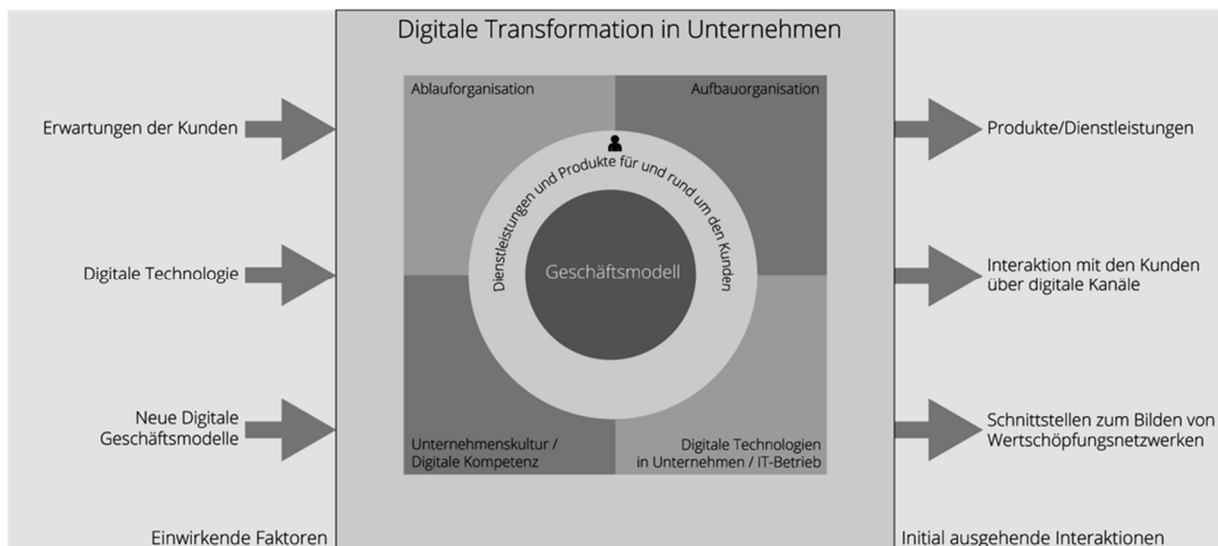 Digitale Transformation in Unternehmen
Erwartungen der Kunden
Digitale Technologie
Neue Digitale
Geschäftsmodelle
Einwirkende Faktoren
Ablauforganisation
Aufbauorganisation
Dienstleistungen und Produkte für und rund um den Kunden
Geschäftsmodell
Unternehmenskultur /
Digitale Kompetenz
Digitale Technologien
in Unternehmen / IT-Betrieb
Produkte/Dienstleistungen
Interaktion mit den Kunden
über digitale Kanäle
Schnittstellen zum Bilden von
Wertschöpfungsnetzwerken
Initial ausgehende Interaktionen